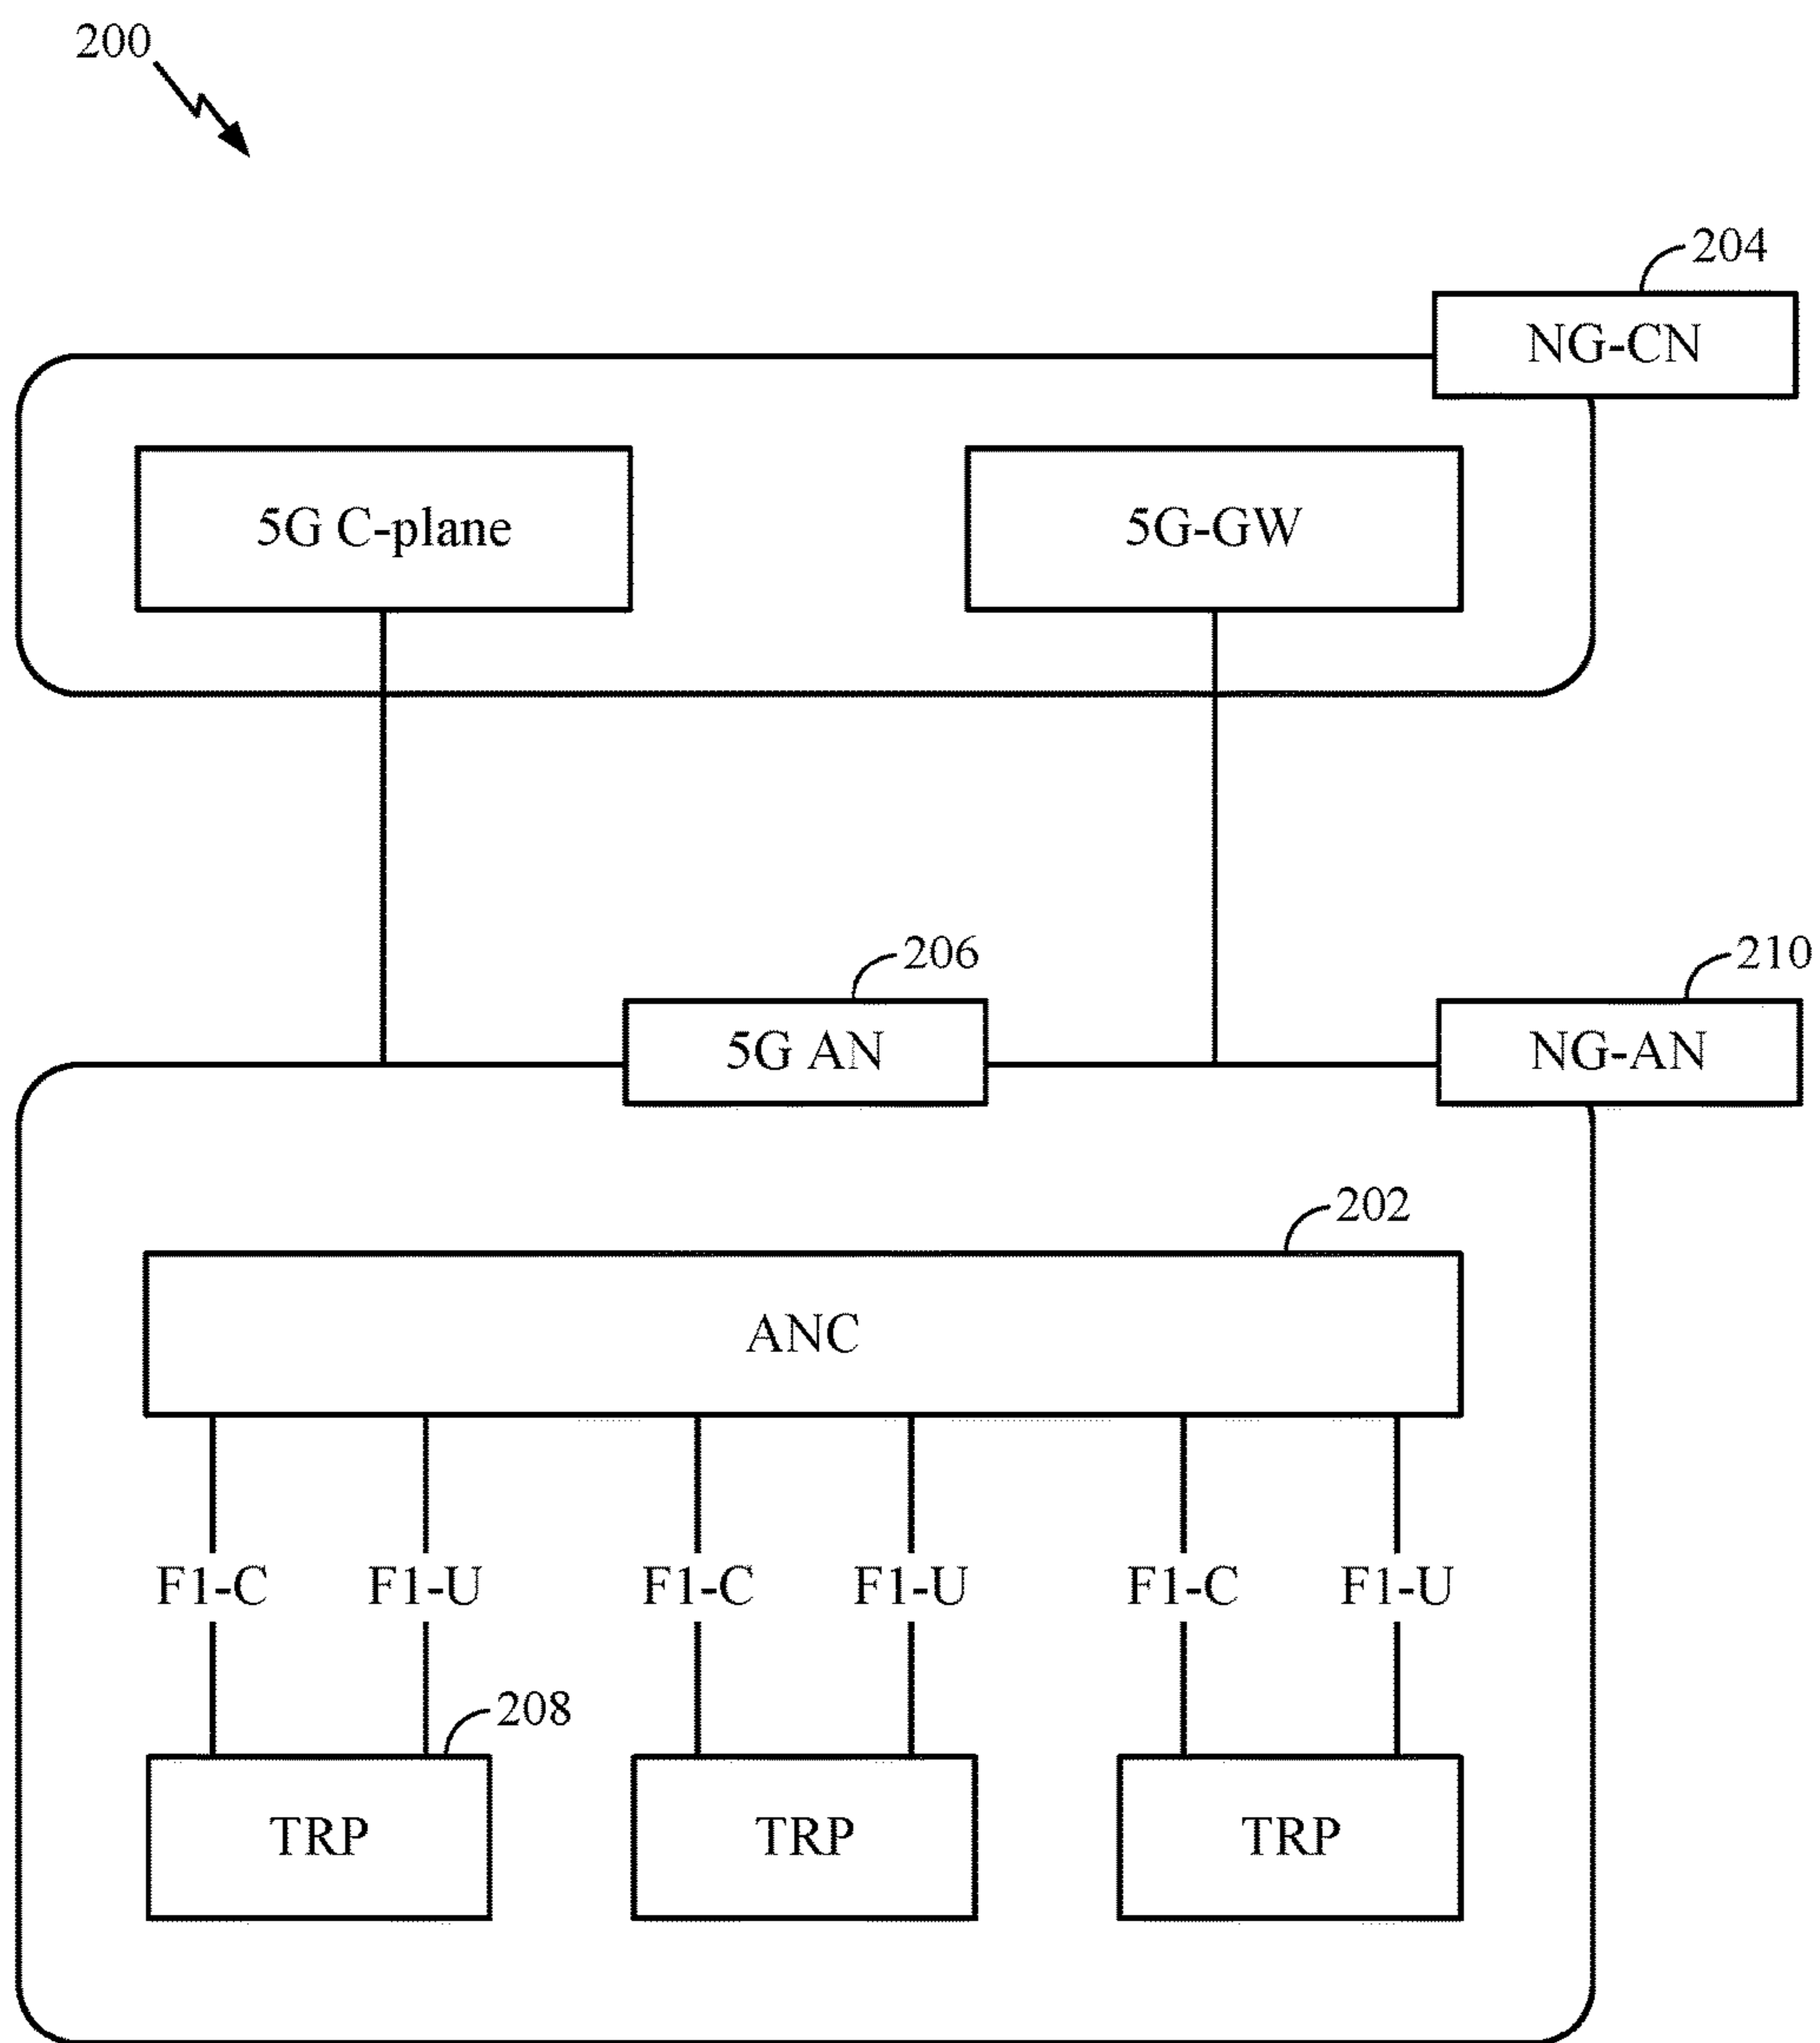 200
204
NG-CN
5G C-plane 5G-GW
206 210
5G AN NG-AN
202
ANC
F1-C F1-U F1-C F1-U F1-C F1-U
208
TRP TRP TRP